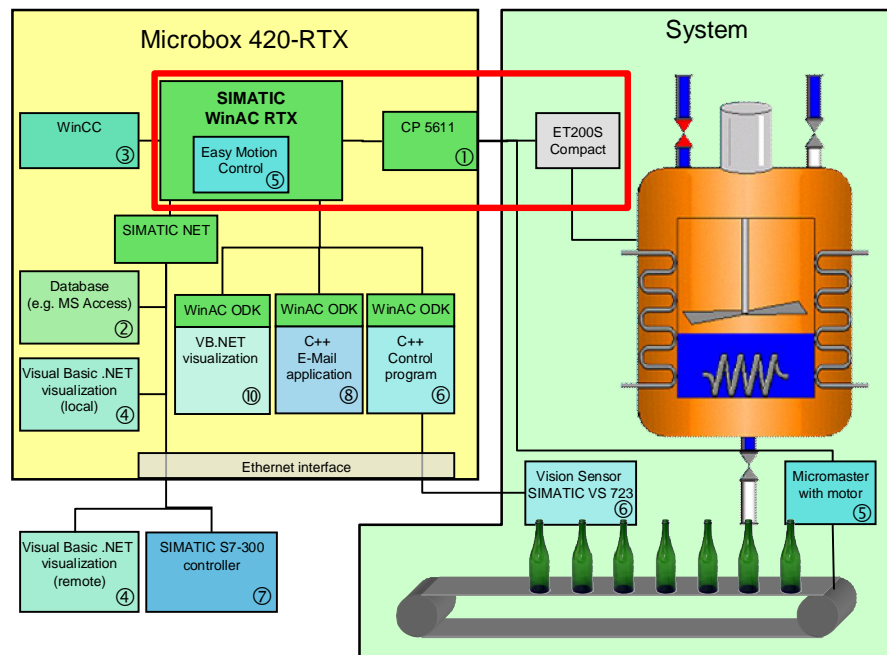 Microbox 420-RTX
System
SIMATIC
WinAC RTX
Easy Motion
Control
⑤
WinCC
③
CP 5611
①
ET200S
Compact
SIMATIC NET
Database
(e.g. MS Access)
②
Visual Basic .NET
visualization
(local)
④
WinAC ODK
VB.NET
visualization
⑩
WinAC ODK
C++
E-Mail
application
⑧
WinAC ODK
C++
Control
program
⑥
Ethernet interface
Vision Sensor
SIMATIC VS 723
⑥
Micromaster
with motor
⑤
Visual Basic .NET
visualization
(remote)
④
SIMATIC S7-300
controller
⑦